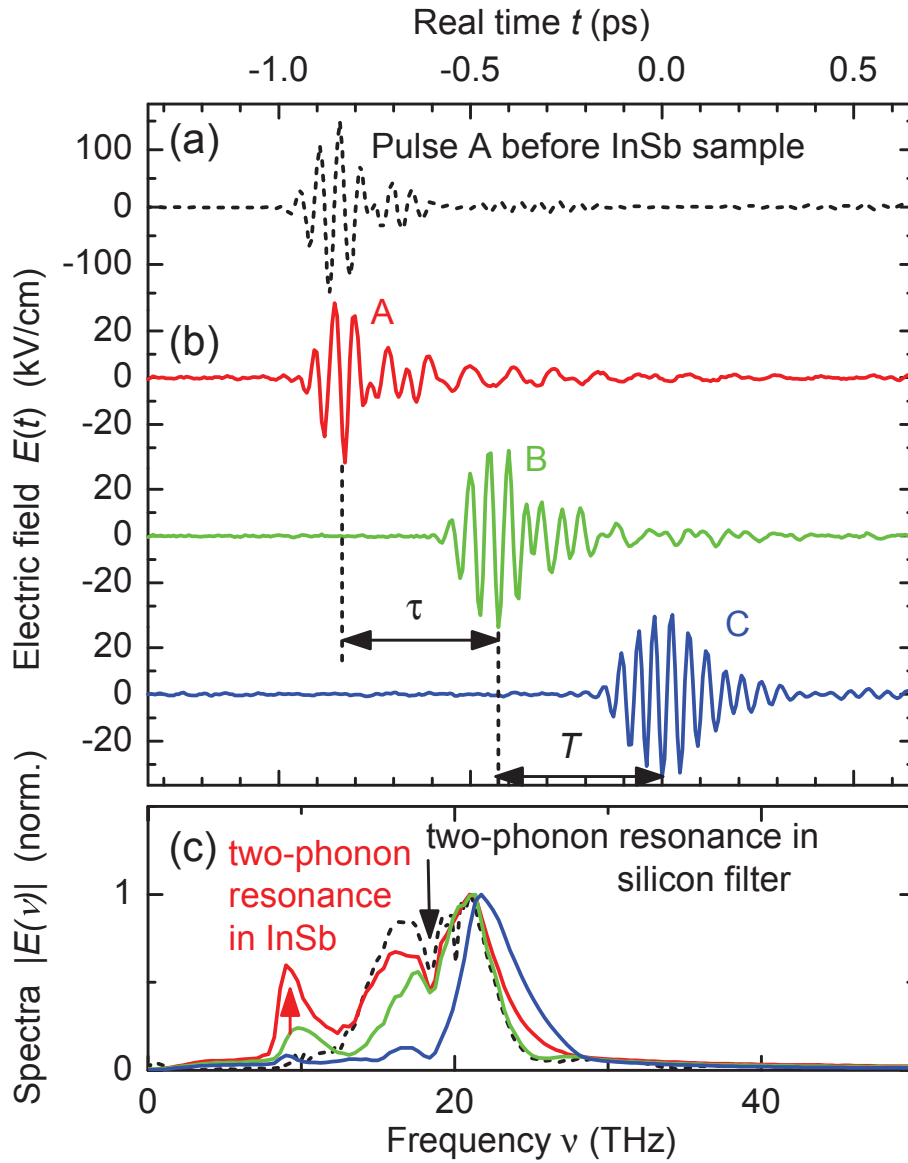 Real time t (ps)
-1.0 -0.5 0.0 0.5
(a)
Pulse A before InSb sample
100
0
-100
Electric field E(t) (kV/cm)
(b)
A
20
0
-20
B
20
0
-20
τ
C
20
0
-20
T
Spectra |E(ν)| (norm.)
(c)
two-phonon resonance in
silicon filter
two-phonon
resonance
in InSb
1
0
0 20 40
Frequency ν (THz)